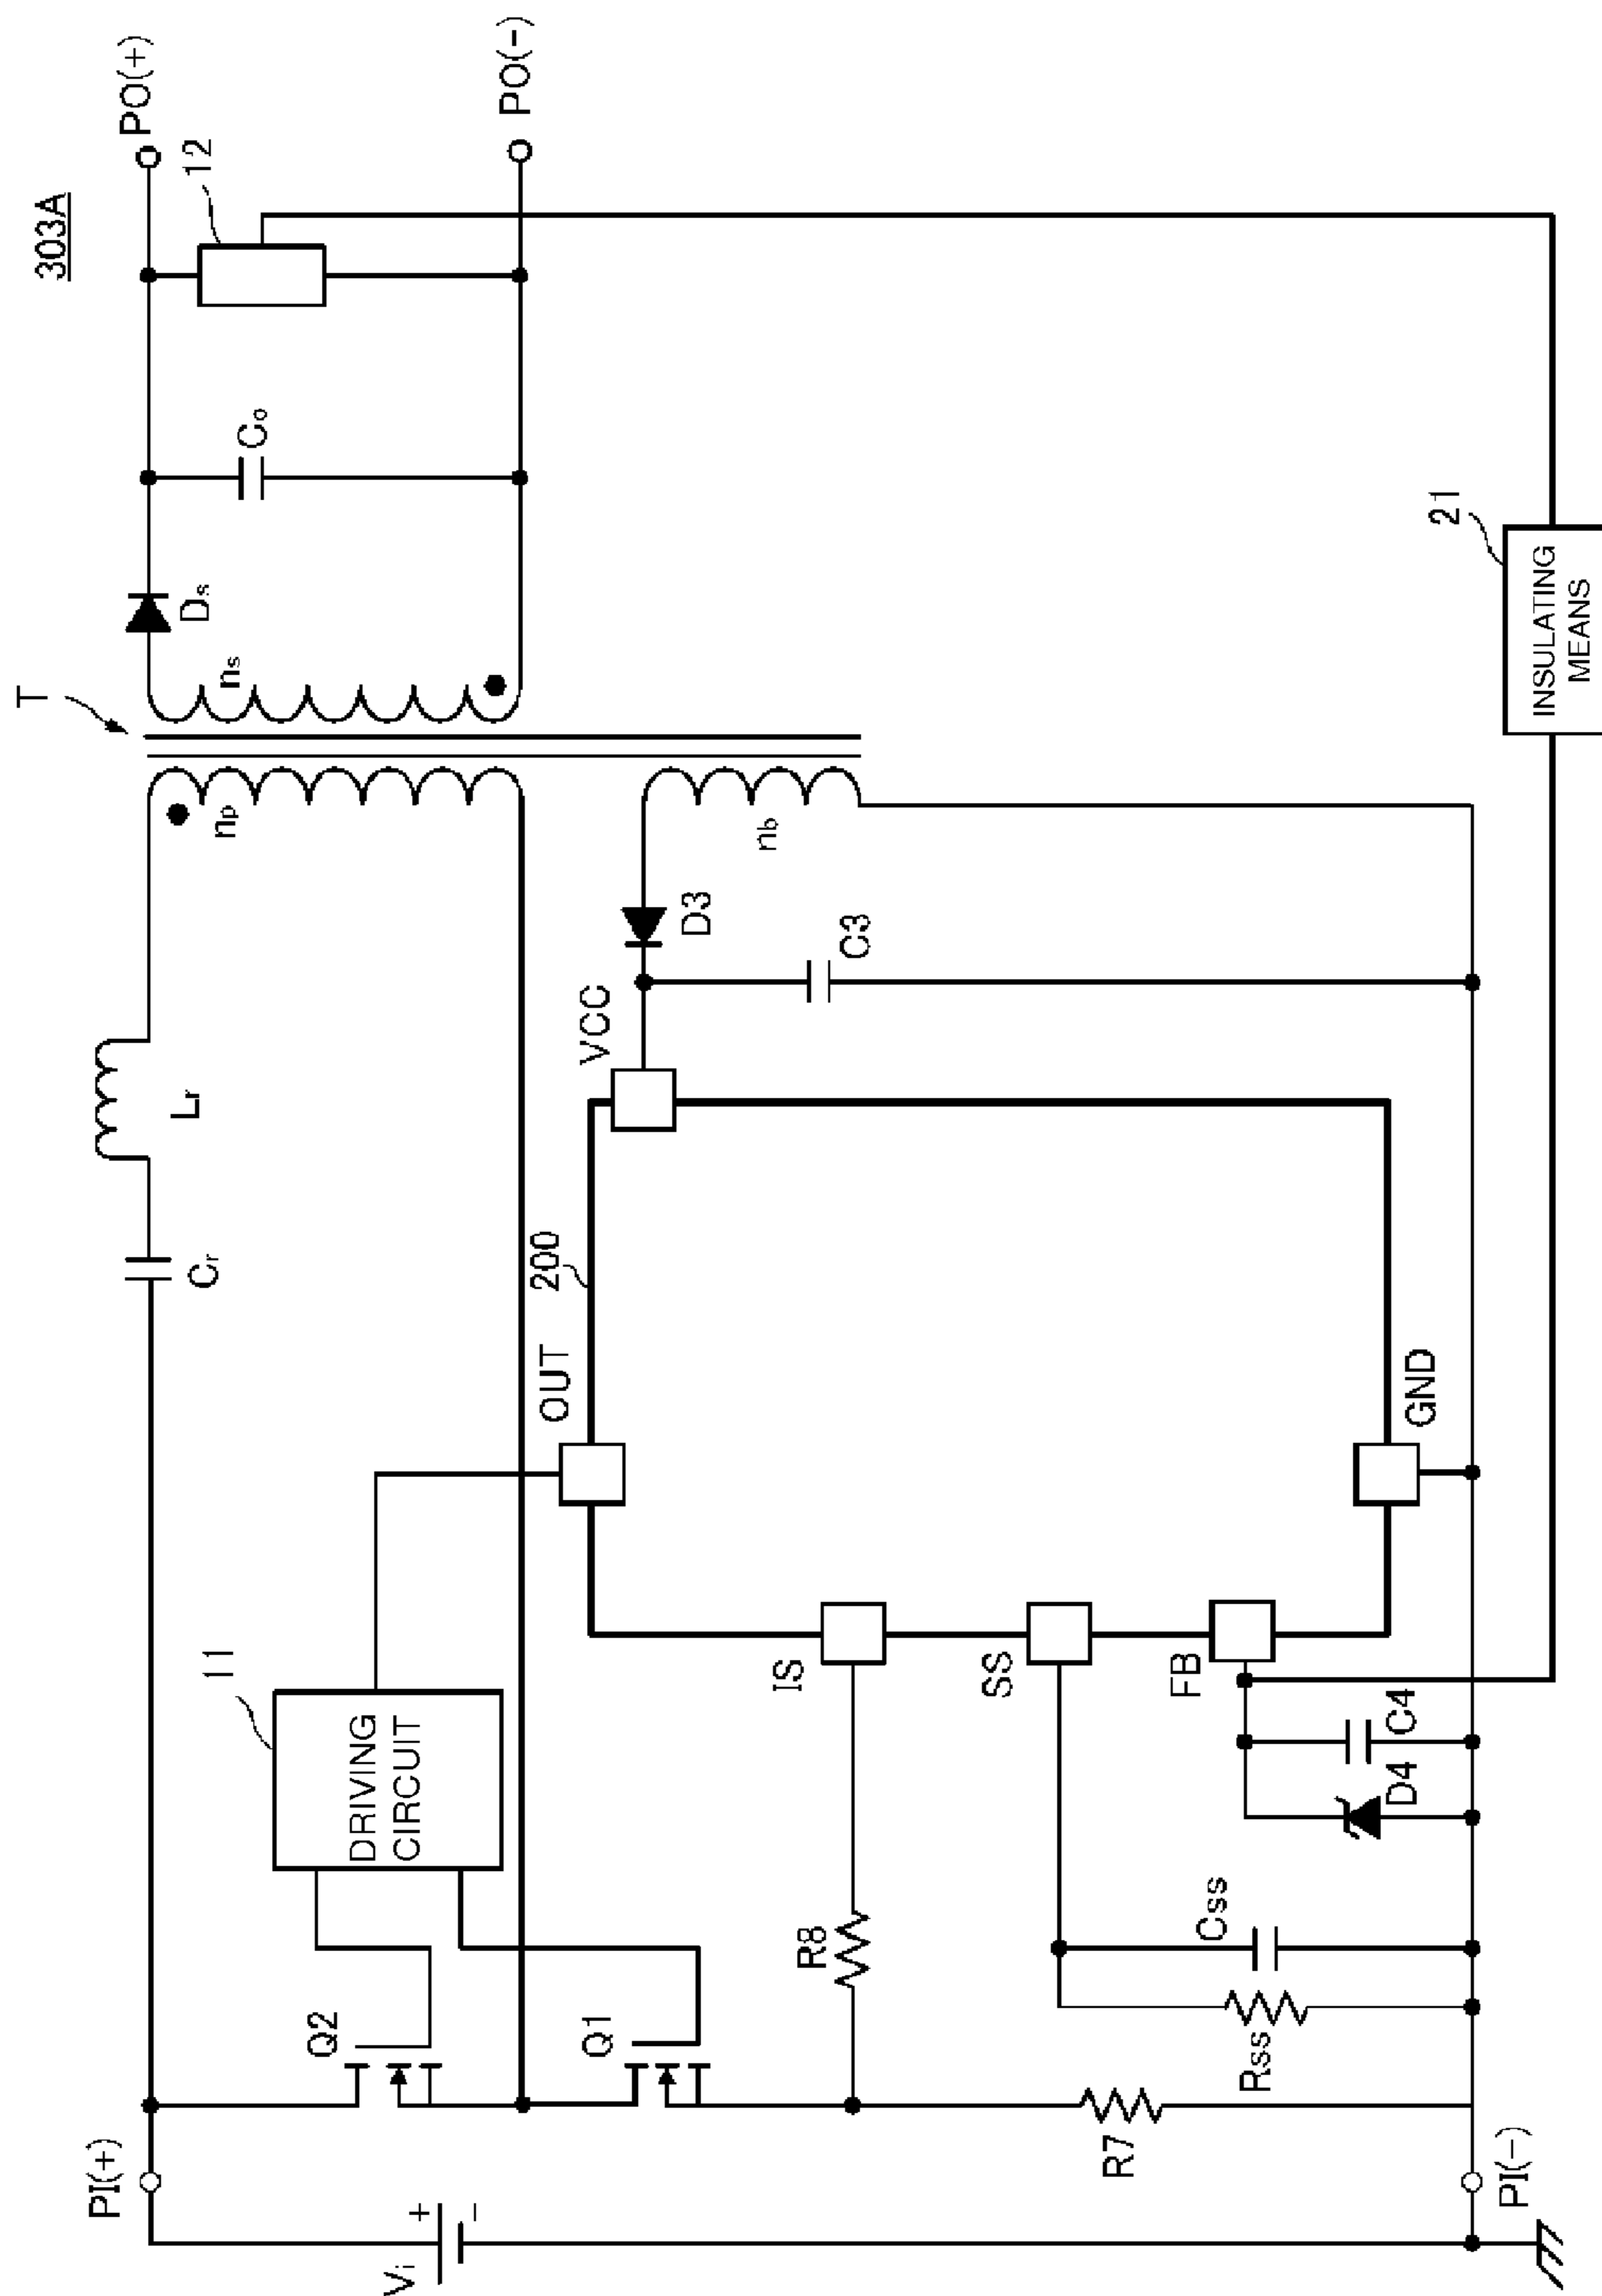 303A
T
PO(+)
12
Ds
Co
ns
np
Lr
Cr
PO(-)
11
DRIVING
CIRCUIT
Q2
Q1
PI(+)
Vi
+
-
OUT
200
VCC
D3
nb
C3
IS
R8
SS
FB
GND
R7
Rss
Css
D4
C4
PI(-)
21
INSULATING
MEANS